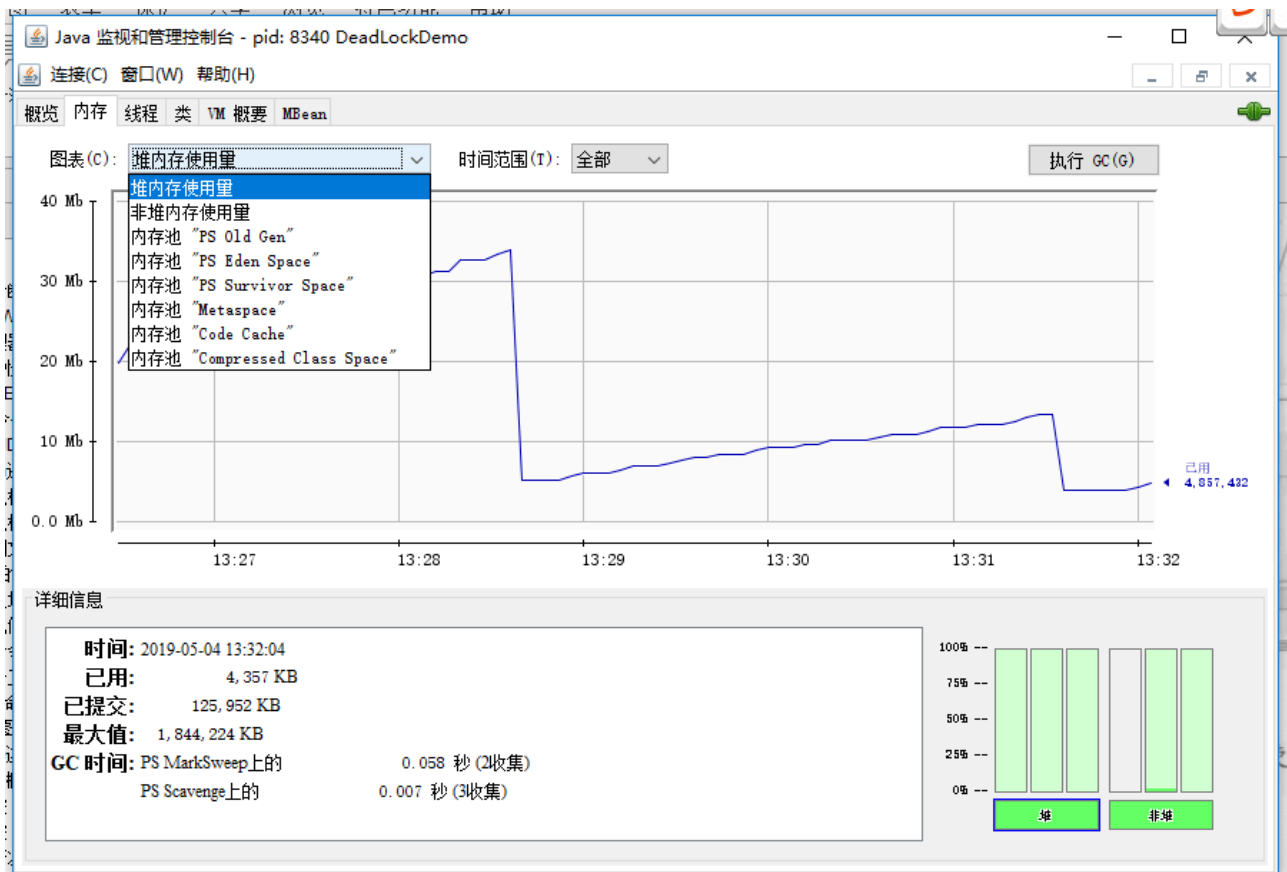 Java 监视和管理控制台 - pid: 8340 DeadLockDemo
连接(C) 窗口(W) 帮助(H)
概览 内存 线程 类 VM 概要 MBean
图表(C): 堆内存使用量 时间范围(T): 全部 执行 GC(G)
堆内存使用量
非堆内存使用量
内存池 "PS Old Gen"
内存池 "PS Eden Space"
内存池 "PS Survivor Space"
内存池 "Metaspace"
内存池 "Code Cache"
内存池 "Compressed Class Space"
40 Mb
30 Mb
20 Mb
10 Mb
0.0 Mb
已用
4,857,432
13:27 13:28 13:29 13:30 13:31 13:32
详细信息
时间: 2019-05-04 13:32:04
已用: 4,357 KB
已提交: 125,952 KB
最大值: 1,844,224 KB
GC 时间: PS MarkSweep上的 0.058 秒 (2收集)
PS Scavenge上的 0.007 秒 (3收集)
100%
75%
50%
25%
0%
堆 非堆